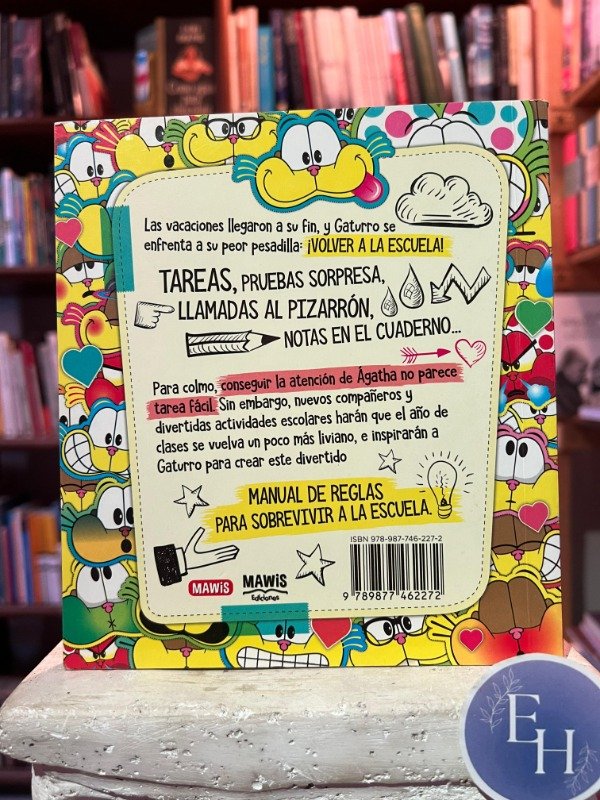 Las vacaciones llegaron a su fin, y Gaturro se
enfrenta a su peor pesadilla: ¡VOLVER A LA ESCUELA!
TAREAS, PRUEBAS SORPRESA,
LLAMADAS AL PIZARRÓN,
NOTAS EN EL CUADERNO...
Para colmo, conseguir la atención de Ágatha no parece
tarea fácil. Sin embargo, nuevos compañeros y
divertidas actividades escolares harán que el año de
clases se vuelva un poco más liviano, e inspirarán a
Gaturro para crear este divertido
MANUAL DE REGLAS
PARA SOBREVIVIR A LA ESCUELA.
ISBN 978-987-746-227-2
9 789877 462272
MAWIS
MAWIS
Ediciones
EH